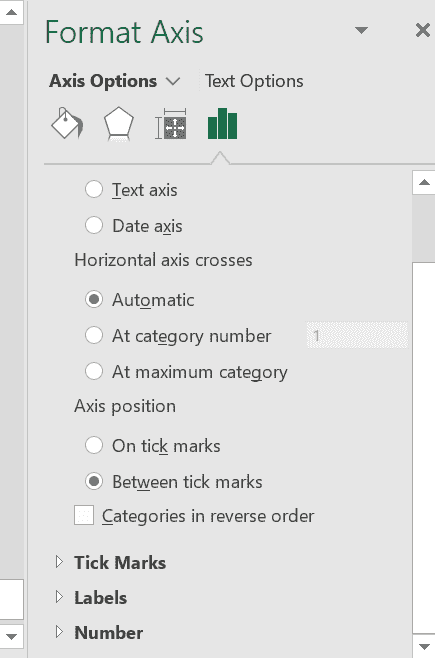 Format Axis
Axis Options Text Options
Text axis
Date axis
Horizontal axis crosses
Automatic
At category number 1
At maximum category
Axis position
On tick marks
Between tick marks
Categories in reverse order
Tick Marks
Labels
Number